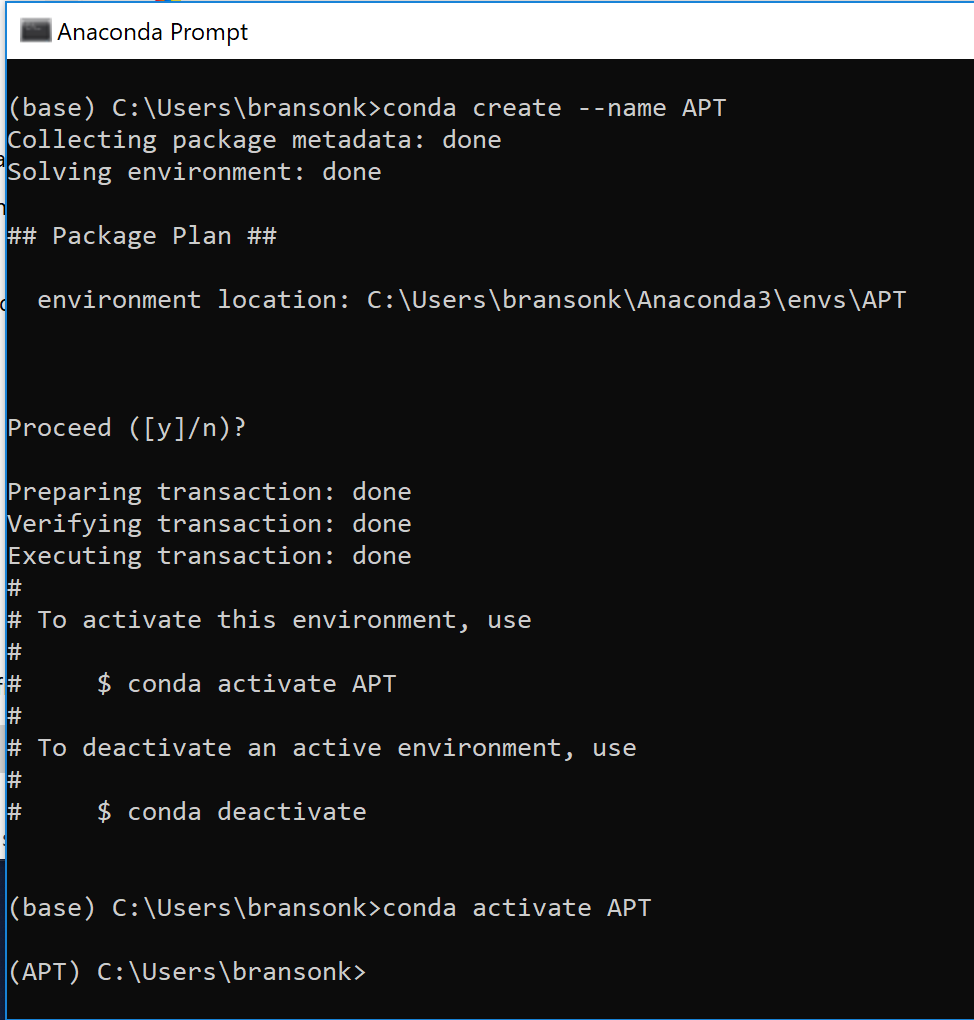 Anaconda Prompt
(base) C:\Users\bransonk>conda create --name APT
Collecting package metadata: done
Solving environment: done
## Package Plan ##
  environment location: C:\Users\bransonk\Anaconda3\envs\APT
Proceed ([y]/n)?
Preparing transaction: done
Verifying transaction: done
Executing transaction: done
#
# To activate this environment, use
#
#     $ conda activate APT
#
# To deactivate an active environment, use
#
#     $ conda deactivate
(base) C:\Users\bransonk>conda activate APT
(APT) C:\Users\bransonk>